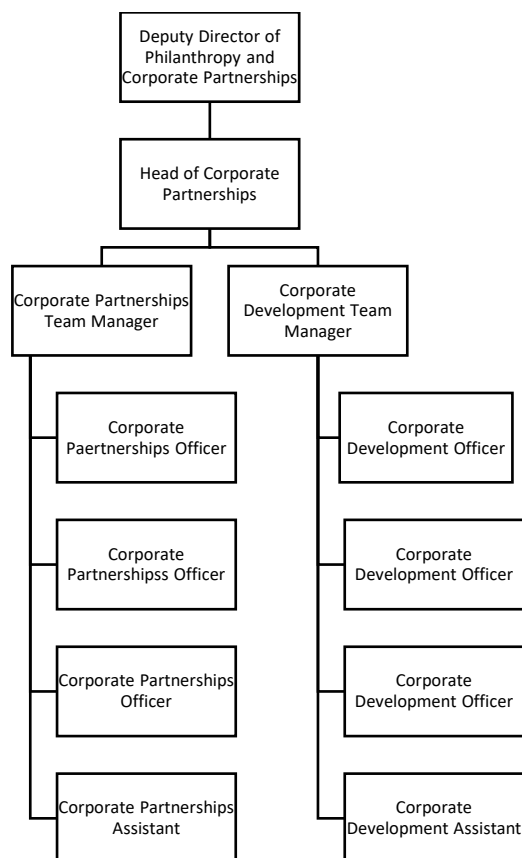 Deputy Director of
Philanthropy and
Corporate Partnerships
Head of Corporate
Partnerships
Corporate Partnerships
Team Manager
Corporate
Development Team
Manager
Corporate
Paertnerships Officer
Corporate
Development Officer
Corporate
Partnershipss Officer
Corporate
Development Officer
Corporate Partnerships
Officer
Corporate
Development Officer
Corporate Partnerships
Assistant
Corporate
Development Assistant